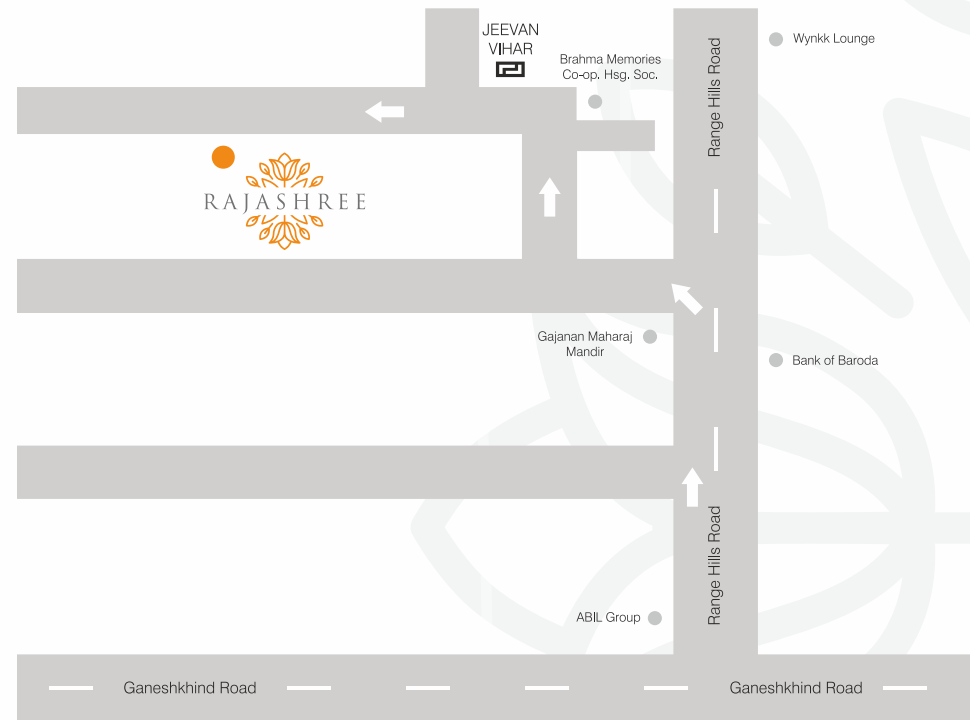 JEEVAN
VIHAR
Brahma Memories
Co-op. Hsg. Soc.
Range Hills Road
Wynkk Lounge
RAJASHREE
Gajanan Maharaj
Mandir
Bank of Baroda
Range Hills Road
ABIL Group
Ganeshkhind Road
Ganeshkhind Road